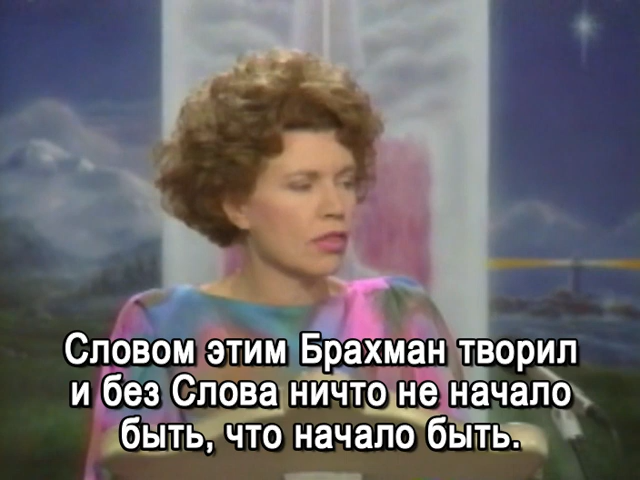 Словом этим Брахман творил
и без Слова ничто не начало
быть, что начало быть.